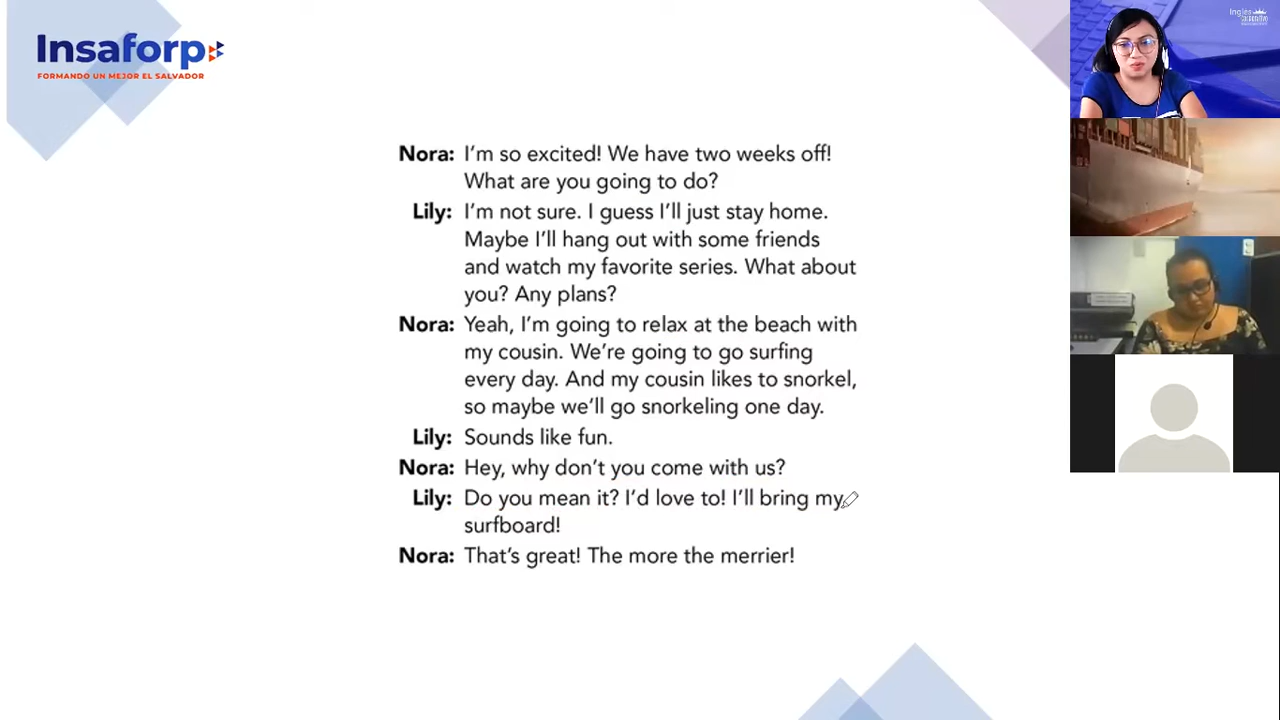 Insaforp
FORMANDO UN MEJOR EL SALVADOR
Nora: I'm so excited! We have two weeks off!
What are you going to do?
Lily: I'm not sure. I guess I'll just stay home.
Maybe I'll hang out with some friends
and watch my favorite series. What about
you? Any plans?
Nora: Yeah, I'm going to relax at the beach with
my cousin. We're going to go surfing
every day. And my cousin likes to snorkel,
so maybe we'll go snorkeling one day.
Lily: Sounds like fun.
Nora: Hey, why don't you come with us?
Lily: Do you mean it? I'd love to! I'll bring my
surfboard!
Nora: That's great! The more the merrier!
Inglés